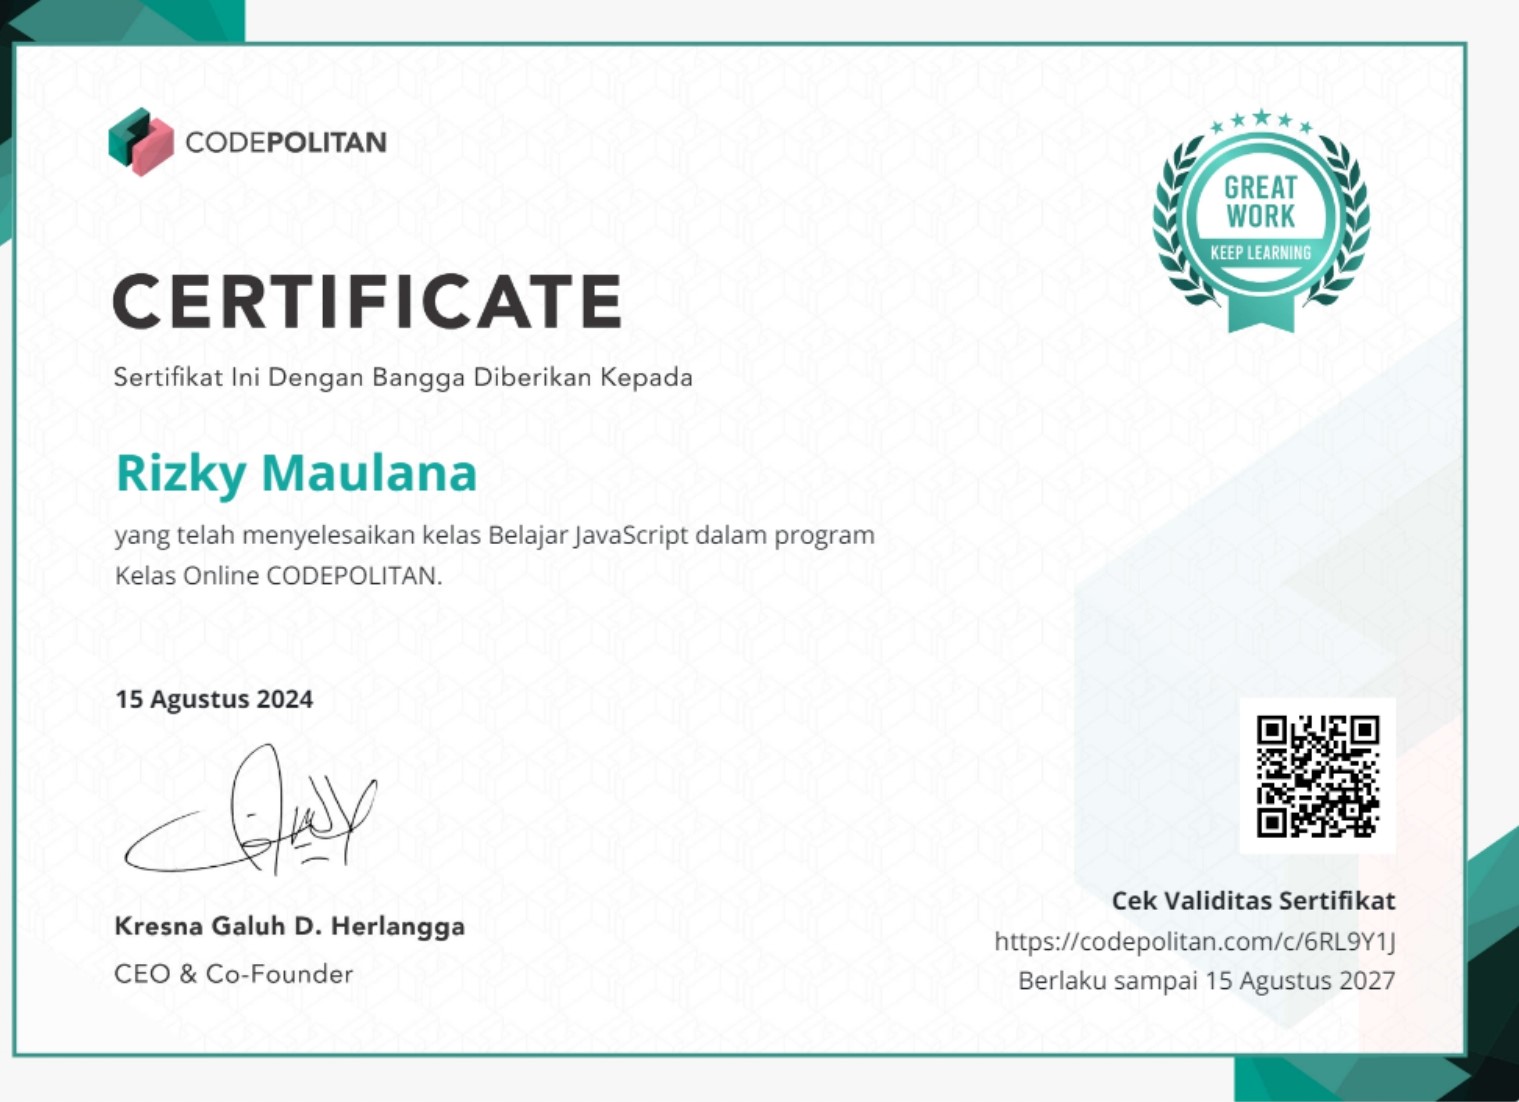 CODEPOLITAN
GREAT
WORK
KEEP LEARNING
CERTIFICATE
Sertifikat Ini Dengan Bangga Diberikan Kepada
Rizky Maulana
yang telah menyelesaikan kelas Belajar JavaScript dalam program
Kelas Online CODEPOLITAN.
15 Agustus 2024
Kresna Galuh D. Herlangga
CEO & Co-Founder
Cek Validitas Sertifikat
https://codepolitan.com/c/6RL9Y1J
Berlaku sampai 15 Agustus 2027